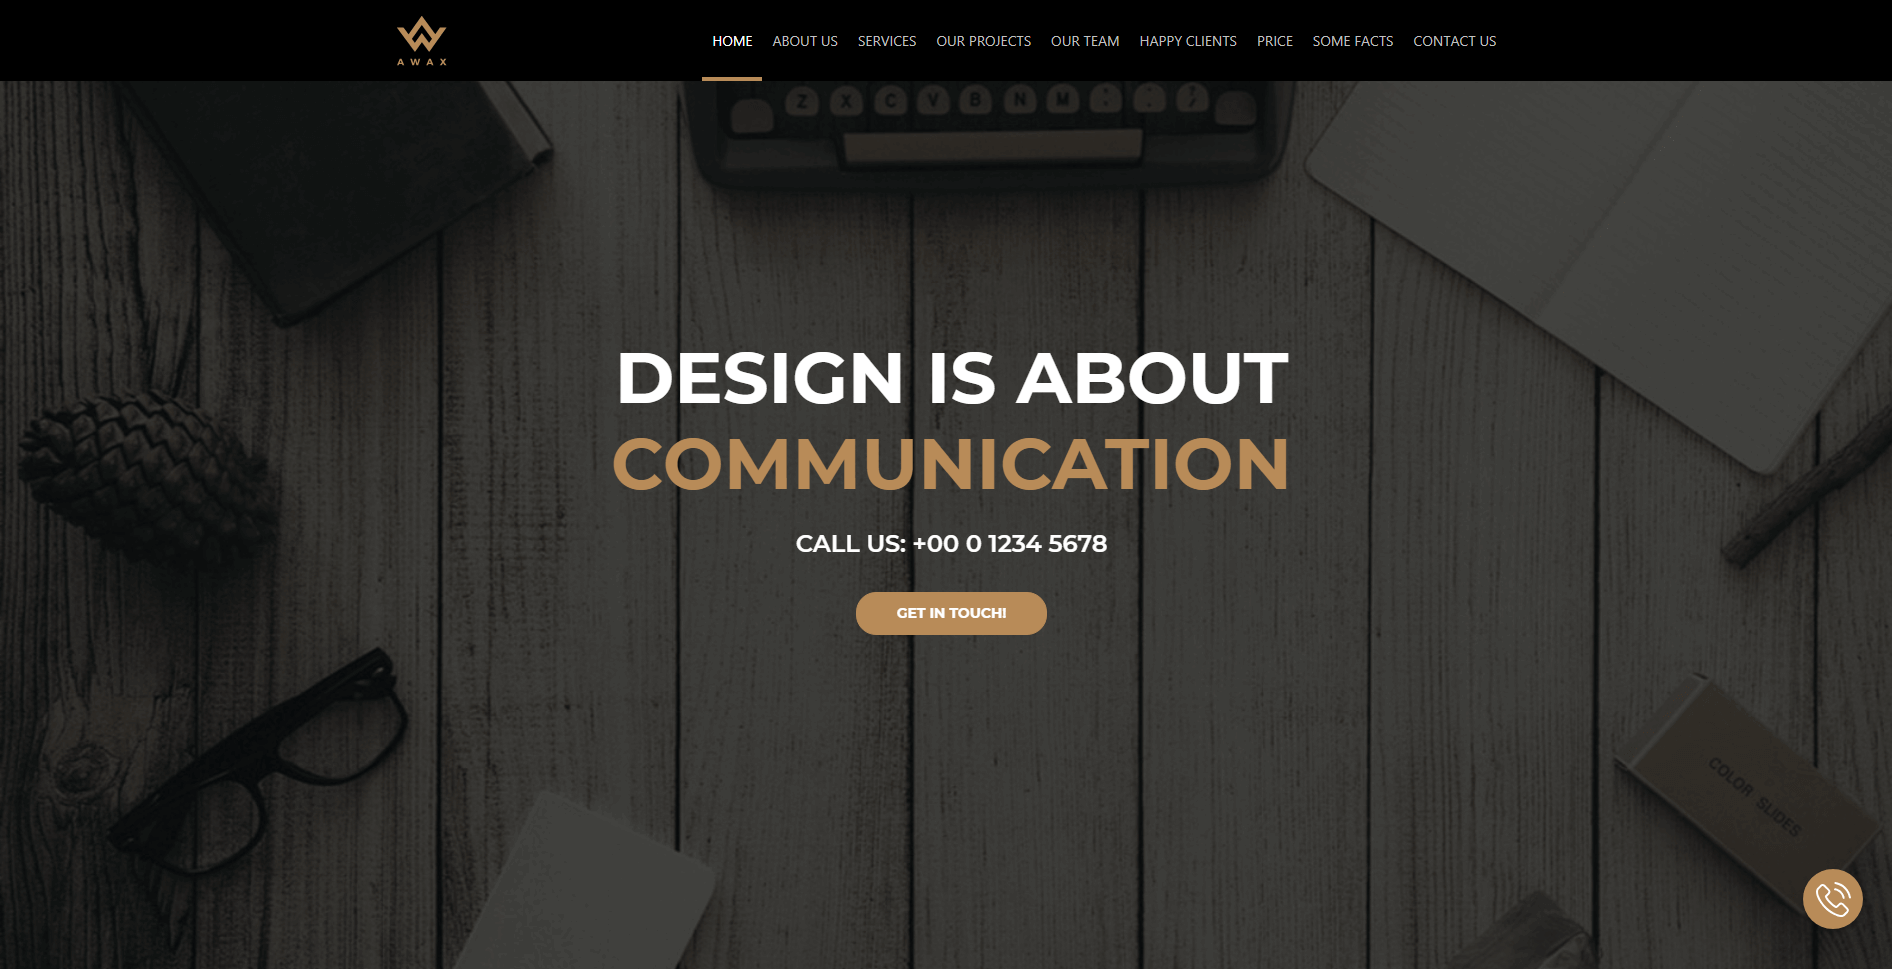 AWAX
HOME ABOUT US SERVICES OUR PROJECTS OUR TEAM HAPPY CLIENTS PRICE SOME FACTS CONTACT US
Z X C V B N M : . ? /
DESIGN IS ABOUT
COMMUNICATION
CALL US: +00 0 1234 5678
GET IN TOUCH!
COLOR SLIDES